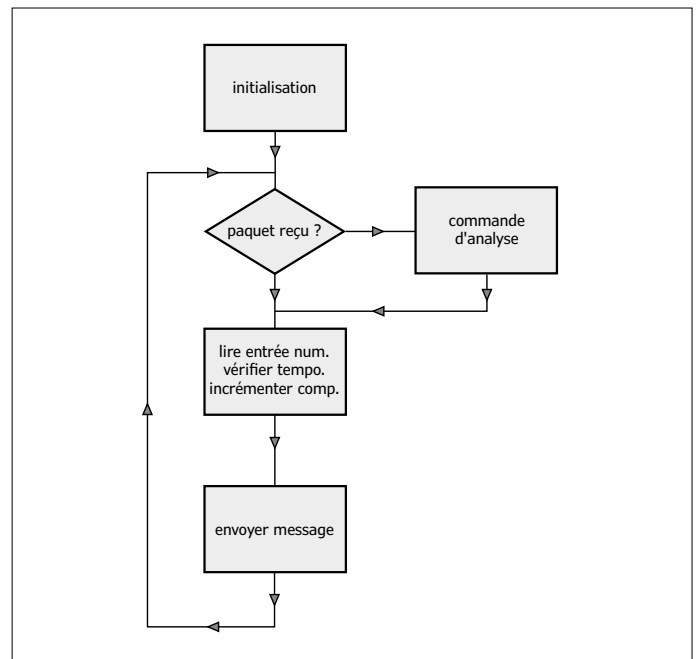 initialisation
paquet reçu ?
commande
d'analyse
lire entrée num.
vérifier tempo.
incrémenter comp.
envoyer message